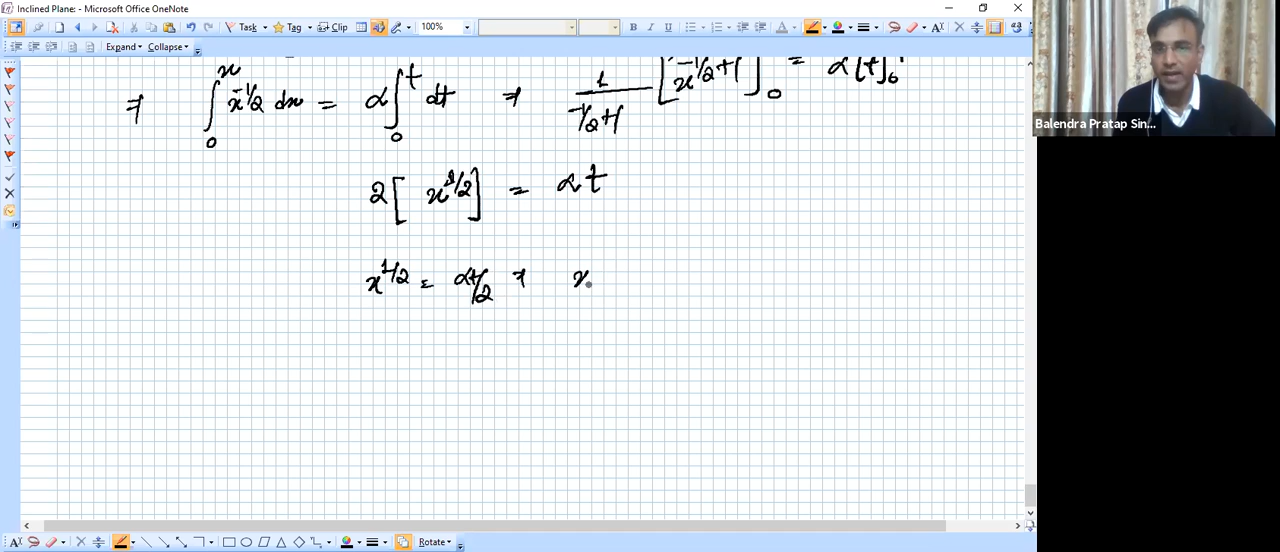 Inclined Plane: - Microsoft Office OneNote
Task Tag Clip 100% B I U
Expand Collapse
⇒ ∫₀ˣ x^{-1/2} dx = α ∫₀ᵗ dt ⇒ 1/(-1/2+1) [x^{-1/2+1}]₀ = α[t]₀
Balendra Pratap Sin...
2[x^{1/2}] = αt
x^{1/2} = αt/2 ⇒ x
Rotate